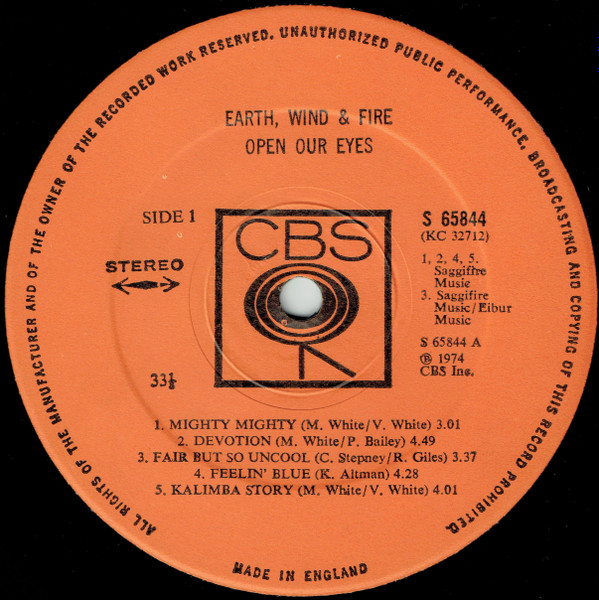 ALL RIGHTS OF THE MANUFACTURER AND OF THE OWNER OF THE RECORDED WORK RESERVED. UNAUTHORIZED PUBLIC PERFORMANCE, BROADCASTING AND COPYING OF THIS RECORD PROHIBITED.
EARTH, WIND & FIRE
OPEN OUR EYES
SIDE 1
STEREO
33⅓
CBS
S 65844
(KC 32712)
1, 2, 4, 5.
Saggifire
Music
3. Saggifire
Music/Eibur
Music
S 65844 A
℗ 1974
CBS Inc.
1. MIGHTY MIGHTY (M. White/V. White) 3.01
2. DEVOTION (M. White/P. Bailey) 4.49
3. FAIR BUT SO UNCOOL (C. Stepney/R. Giles) 3.37
4. FEELIN' BLUE (K. Altman) 4.28
5. KALIMBA STORY (M. White/V. White) 4.01
MADE IN ENGLAND